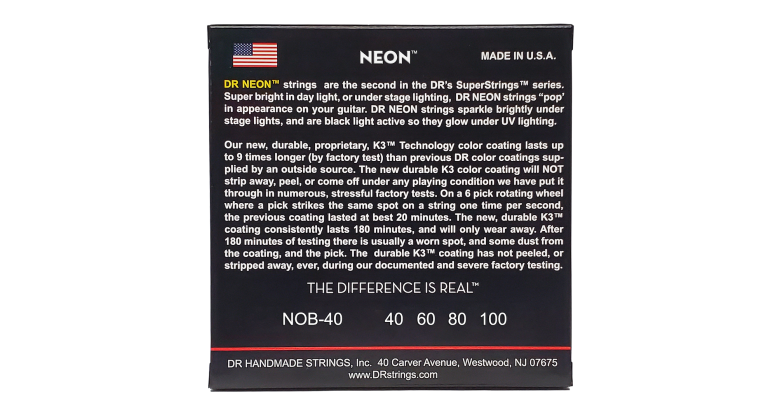 NEON™
MADE IN U.S.A.
DR NEON™ strings are the second in the DR's SuperStrings™ series.
Super bright in day light, or under stage lighting, DR NEON strings "pop'
in appearance on your guitar. DR NEON strings sparkle brightly under
stage lights, and are black light active so they glow under UV lighting.
Our new, durable, proprietary, K3™ Technology color coating lasts up
to 9 times longer (by factory test) than previous DR color coatings sup-
plied by an outside source. The new durable K3 color coating will NOT
strip away, peel, or come off under any playing condition we have put it
through in numerous, stressful factory tests. On a 6 pick rotating wheel
where a pick strikes the same spot on a string one time per second,
the previous coating lasted at best 20 minutes. The new, durable K3™
coating consistently lasts 180 minutes, and will only wear away. After
180 minutes of testing there is usually a worn spot, and some dust from
the coating, and the pick. The durable K3™ coating has not peeled, or
stripped away, ever, during our documented and severe factory testing.
THE DIFFERENCE IS REAL™
NOB-40 40 60 80 100
DR HANDMADE STRINGS, Inc. 40 Carver Avenue, Westwood, NJ 07675
www.DRstrings.com